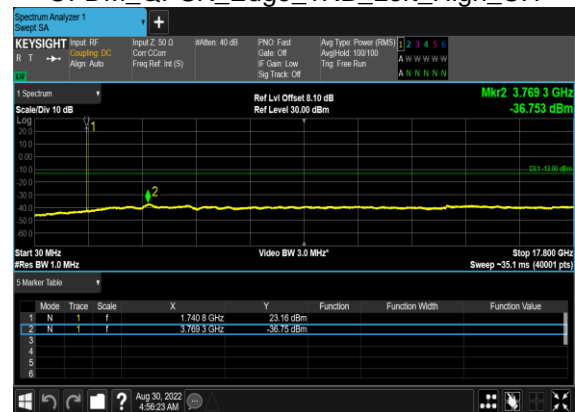 Spectrum Analyzer 1
Swept SA
KEYSIGHT Input: RF Input Z: 50 Ω #Atten: 40 dB PNO: Fast Avg Type: Power (RMS) 1 2 3 4 5 6
R T Coupling: DC Corr CCorr Gate: Off Avg|Hold: 100/100 A W W W W W
Align: Auto Freq Ref: Int (S) IF Gain: Low Trig: Free Run
LW Sig Track: Off A N N N N N
1 Spectrum Ref Lvl Offset 8.10 dB Mkr2 3.769 3 GHz
Scale/Div 10 dB Ref Level 30.00 dBm -36.753 dBm
Log
20.0
10.0
0.00
-10.0
-20.0
-30.0
-40.0
-50.0
-60.0
1
2
DL1 -13.00 dBm
Start 30 MHz Video BW 3.0 MHz* Stop 17.800 GHz
#Res BW 1.0 MHz Sweep ~35.1 ms (40001 pts)
5 Marker Table
Mode Trace Scale X Y Function Function Width Function Value
1 N 1 f 1.740 8 GHz 23.16 dBm
2 N 1 f 3.769 3 GHz -36.75 dBm
3
4
5
6
? Aug 30, 2022
4:56:23 AM